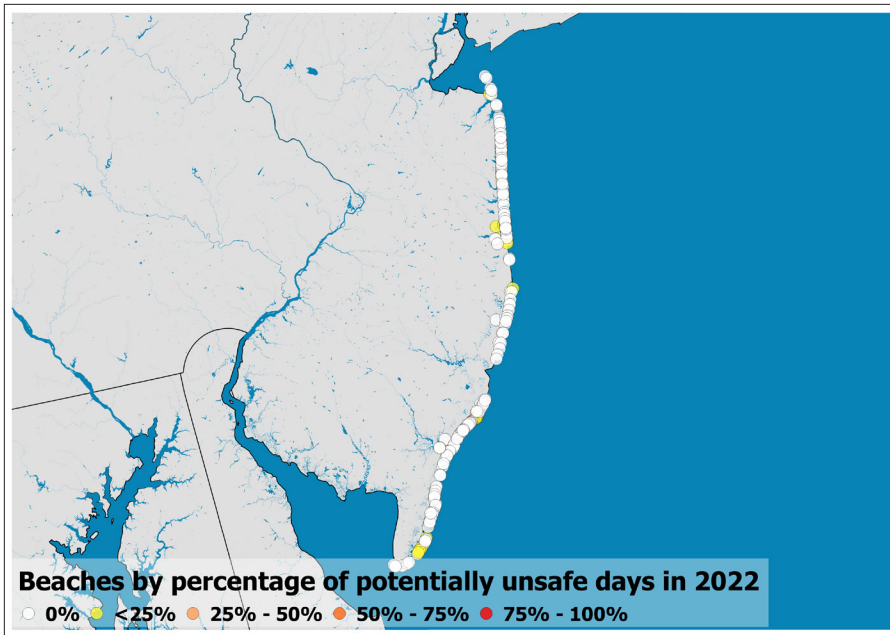 Beaches by percentage of potentially unsafe days in 2022
0% <25% 25% - 50% 50% - 75% 75% - 100%